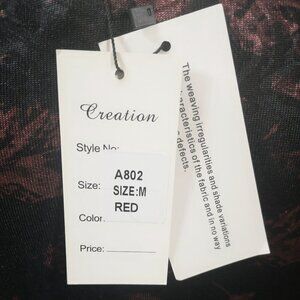 Creation
Style No:
A802
Size: SIZE:M
Color RED
Price:
The weaving irregularities and shade variations
characteristics of the fabric and in no way
defects.